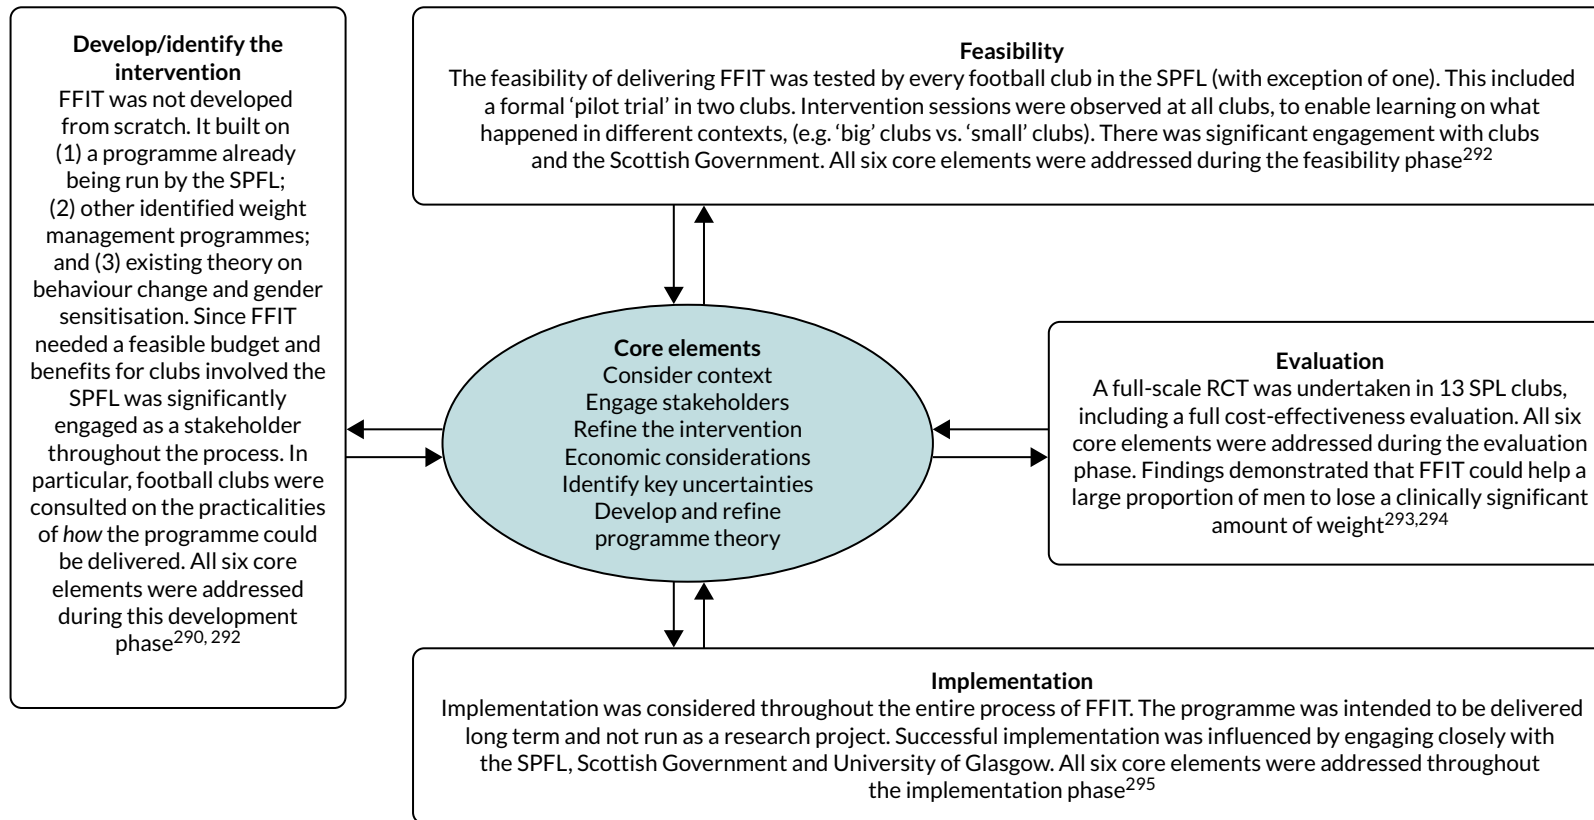 Develop/identify the
intervention
FFIT was not developed
from scratch. It built on
(1) a programme already
being run by the SPFL;
(2) other identified weight
management programmes;
and (3) existing theory on
behaviour change and gender
sensitisation. Since FFIT
needed a feasible budget and
benefits for clubs involved the
SPFL was significantly
engaged as a stakeholder
throughout the process. In
particular, football clubs were
consulted on the practicalities
of how the programme could
be delivered. All six core
elements were addressed
during this development
phase290, 292
Feasibility
The feasibility of delivering FFIT was tested by every football club in the SPFL (with exception of one). This included
a formal ‘pilot trial’ in two clubs. Intervention sessions were observed at all clubs, to enable learning on what
happened in different contexts, (e.g. ‘big’ clubs vs. ‘small’ clubs). There was significant engagement with clubs
and the Scottish Government. All six core elements were addressed during the feasibility phase292
Core elements
Consider context
Engage stakeholders
Refine the intervention
Economic considerations
Identify key uncertainties
Develop and refine
programme theory
Evaluation
A full-scale RCT was undertaken in 13 SPL clubs,
including a full cost-effectiveness evaluation. All six
core elements were addressed during the evaluation
phase. Findings demonstrated that FFIT could help a
large proportion of men to lose a clinically significant
amount of weight293,294
Implementation
Implementation was considered throughout the entire process of FFIT. The programme was intended to be delivered
long term and not run as a research project. Successful implementation was influenced by engaging closely with
the SPFL, Scottish Government and University of Glasgow. All six core elements were addressed throughout
the implementation phase295